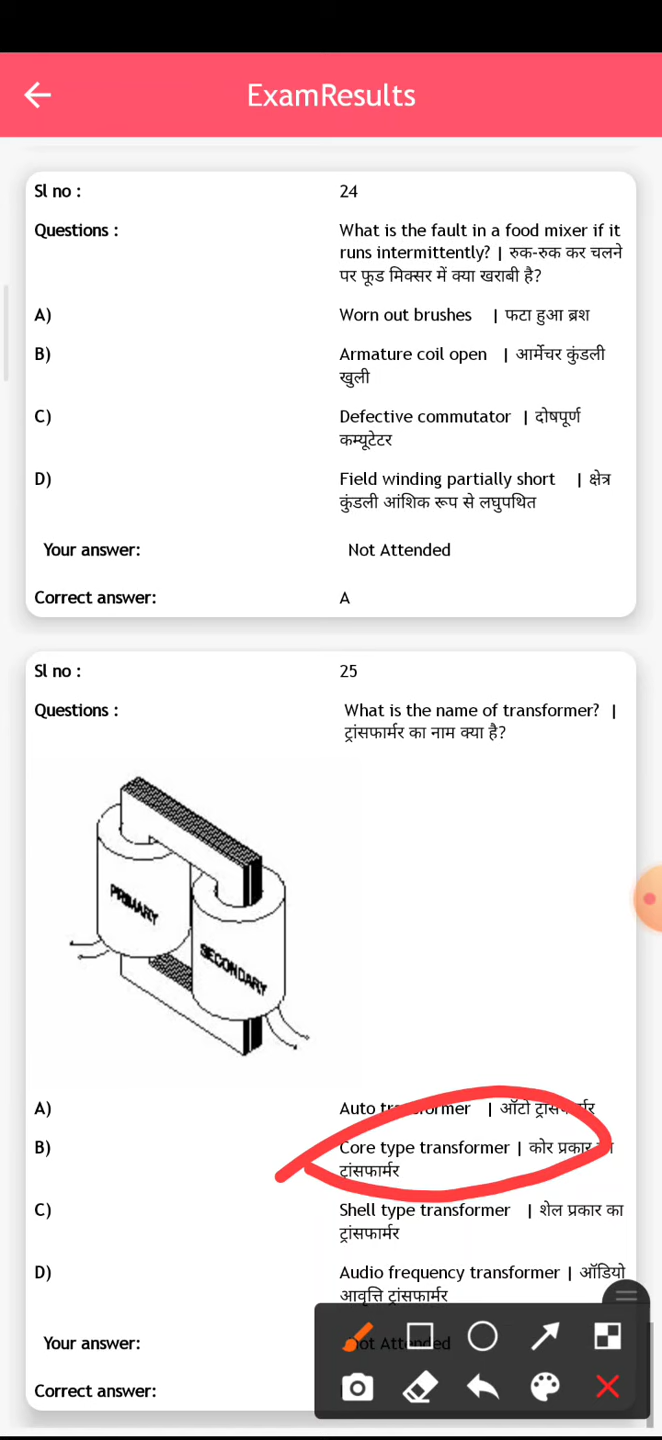 ExamResults
Sl no :
24
Questions :
What is the fault in a food mixer if it
runs intermittently? | रुक-रुक कर चलने
पर फूड मिक्सर में क्या खराबी है?
A)
Worn out brushes | फटा हुआ ब्रश
B)
Armature coil open | आर्मेचर कुंडली
खुली
C)
Defective commutator | दोषपूर्ण
कम्यूटेटर
D)
Field winding partially short | क्षेत्र
कुंडली आंशिक रूप से लघुपथित
Your answer:
Not Attended
Correct answer:
A
Sl no :
25
Questions :
What is the name of transformer? |
ट्रांसफार्मर का नाम क्या है?
PRIMARY
SECONDARY
A)
Auto | ऑटो
B)
Core type transformer | कोर प्रकार
ट्रांसफार्मर
C)
Shell type transformer | शेल प्रकार का
ट्रांसफार्मर
D)
Audio frequency transformer | ऑडियो
आवृत्ति ट्रांसफार्मर
Your answer:
Not Attended
Correct answer: